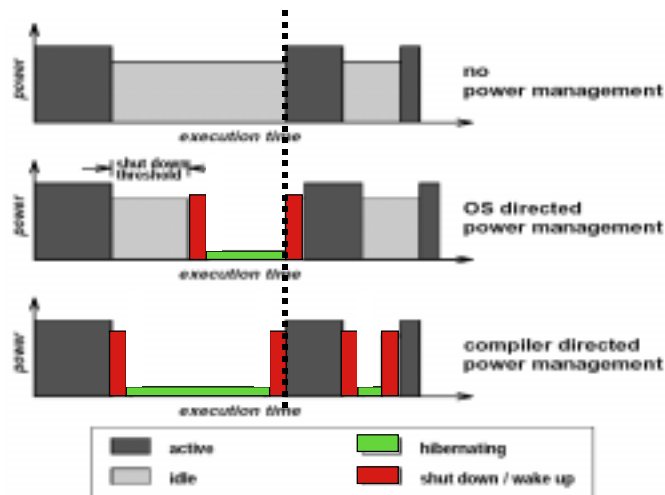 power
no
power management
execution time
shut down
threshold
power
OS directed
power management
execution time
power
compiler directed
power management
execution time
active
hibernating
idle
shut down / wake up